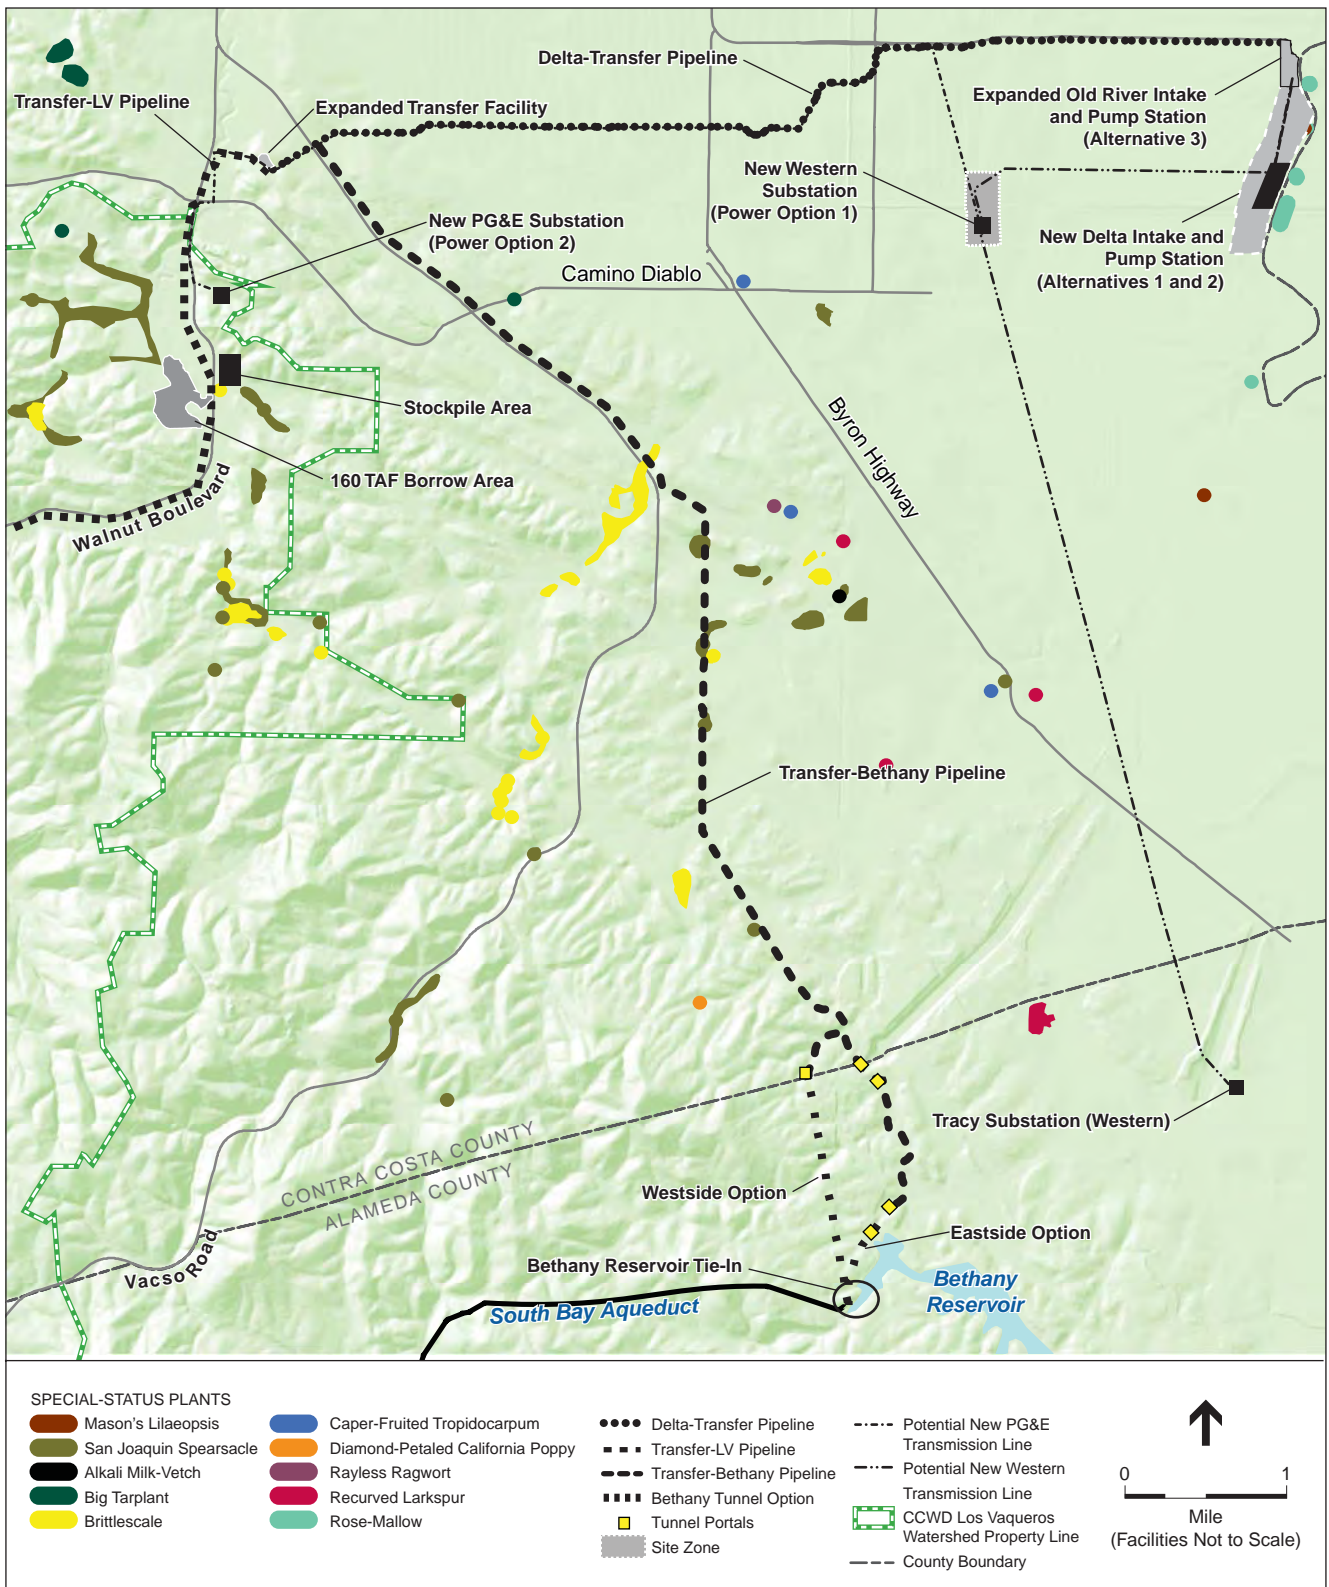 Delta-Transfer Pipeline
Transfer-LV Pipeline
Expanded Transfer Facility
Expanded Old River Intake
and Pump Station
(Alternative 3)
New Western
Substation
(Power Option 1)
New PG&E Substation
(Power Option 2)
New Delta Intake and
Pump Station
(Alternatives 1 and 2)
Camino Diablo
Stockpile Area
Byron Highway
160 TAF Borrow Area
Walnut Boulevard
Transfer-Bethany Pipeline
Tracy Substation (Western)
CONTRA COSTA COUNTY
ALAMEDA COUNTY
Westside Option
Eastside Option
Vacso Road
Bethany Reservoir Tie-In
Bethany
Reservoir
South Bay Aqueduct
SPECIAL-STATUS PLANTS
Mason's Lilaeopsis
San Joaquin Spearsacle
Alkali Milk-Vetch
Big Tarplant
Brittlescale
Caper-Fruited Tropidocarpum
Diamond-Petaled California Poppy
Rayless Ragwort
Recurved Larkspur
Rose-Mallow
Delta-Transfer Pipeline
Transfer-LV Pipeline
Transfer-Bethany Pipeline
Bethany Tunnel Option
Tunnel Portals
Site Zone
Potential New PG&E
Transmission Line
Potential New Western
Transmission Line
CCWD Los Vaqueros
Watershed Property Line
County Boundary
0 1
Mile
(Facilities Not to Scale)